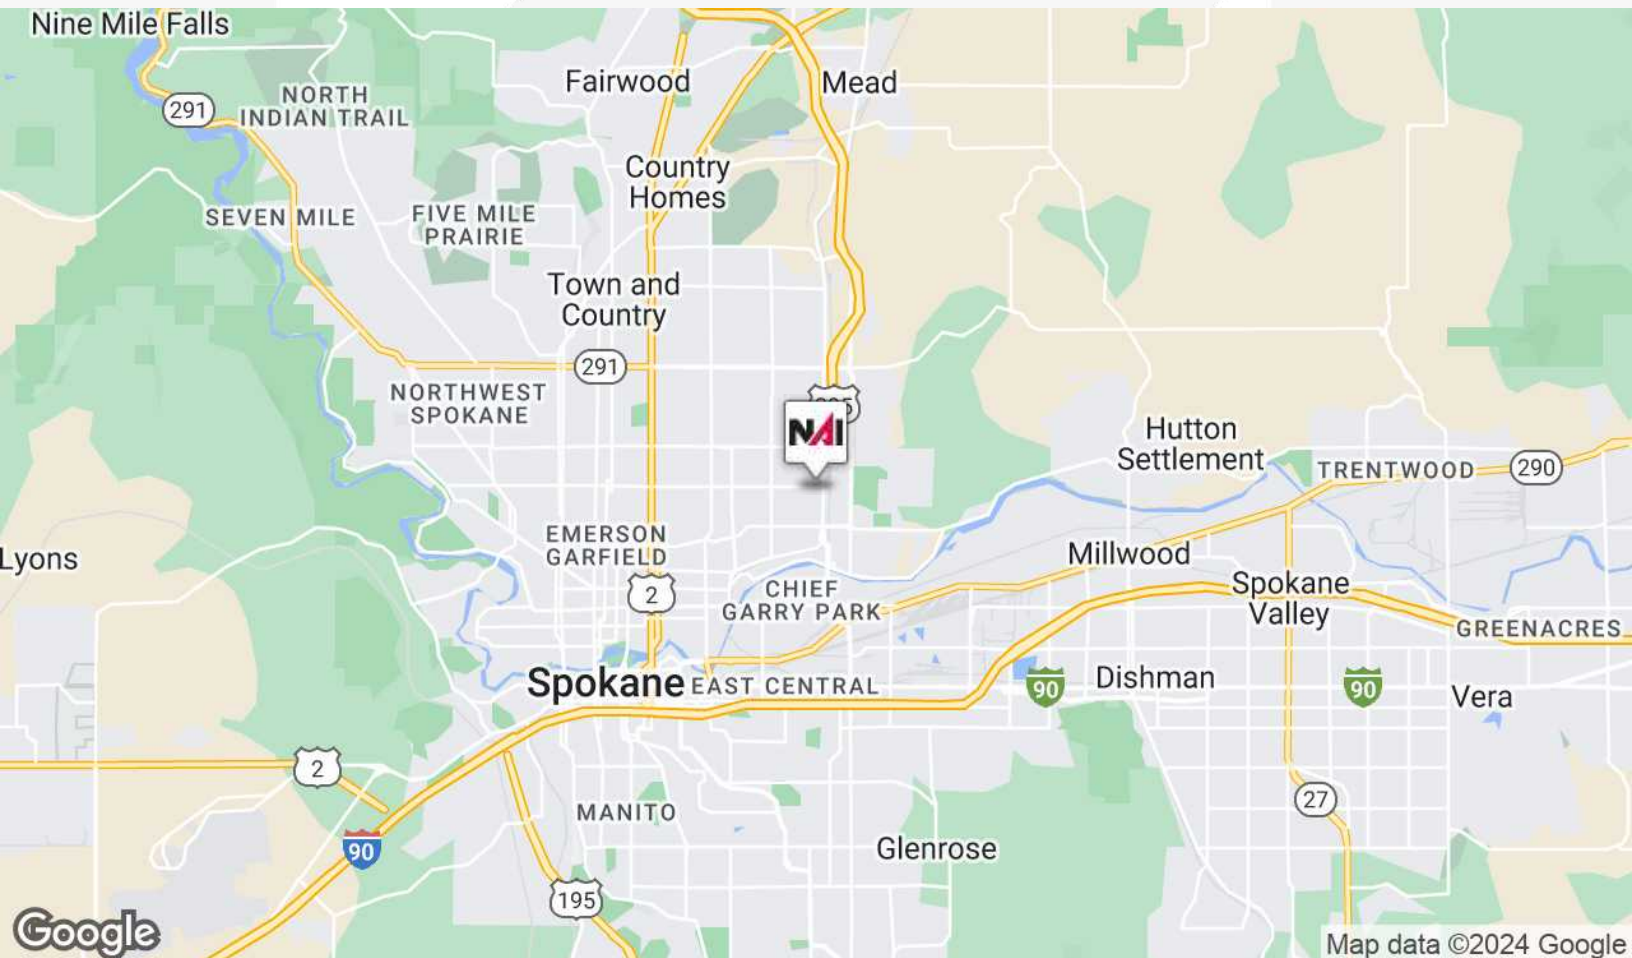 Nine Mile Falls
Fairwood
Mead
291
NORTH
INDIAN TRAIL
Country
Homes
SEVEN MILE
FIVE MILE
PRAIRIE
Town and
Country
291
NORTHWEST
SPOKANE
NAI
Hutton
Settlement
TRENTWOOD
290
EMERSON
GARFIELD
Lyons
Millwood
2
CHIEF
GARRY PARK
Spokane
Valley
GREENACRES
Spokane
EAST CENTRAL
90
Dishman
90
Vera
2
27
MANITO
90
Glenrose
195
Google
Map data ©2024 Google